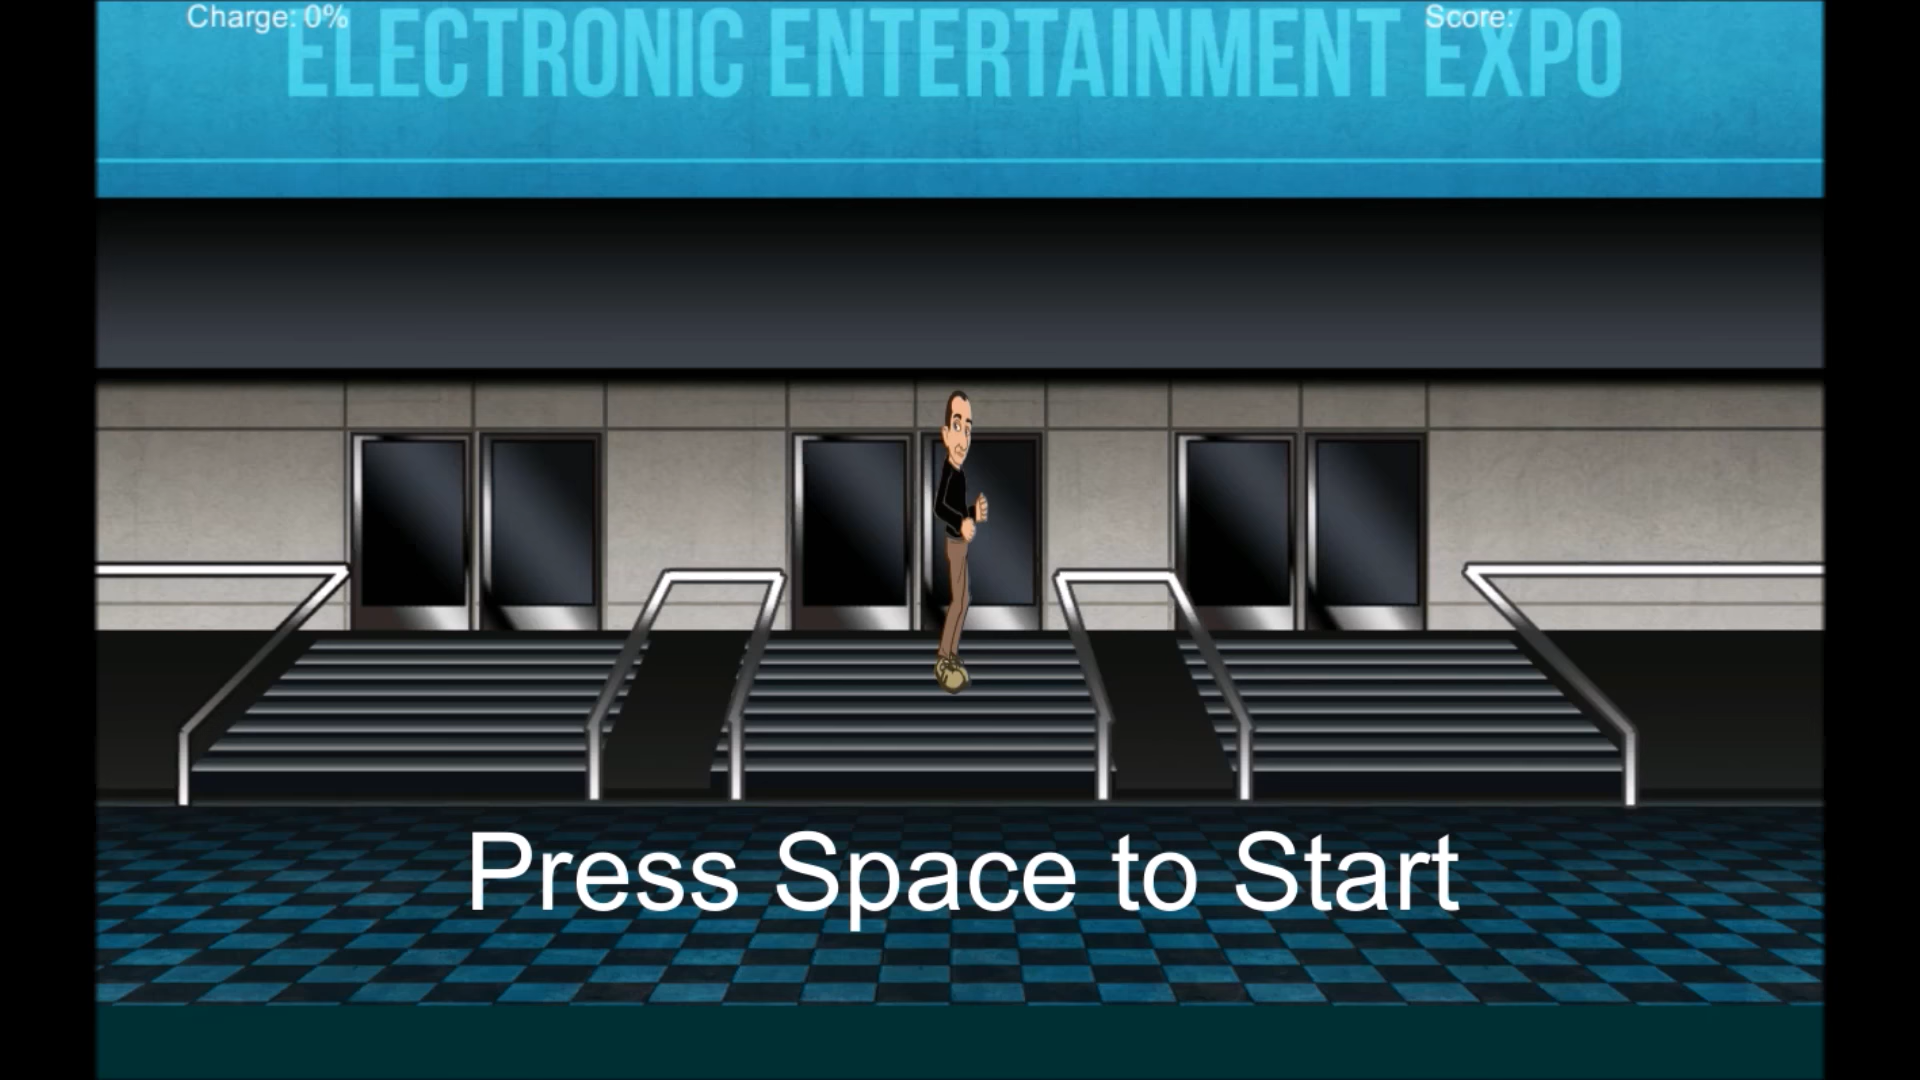 Charge: 0%
Score:
ELECTRONIC ENTERTAINMENT EXPO
Press Space to Start